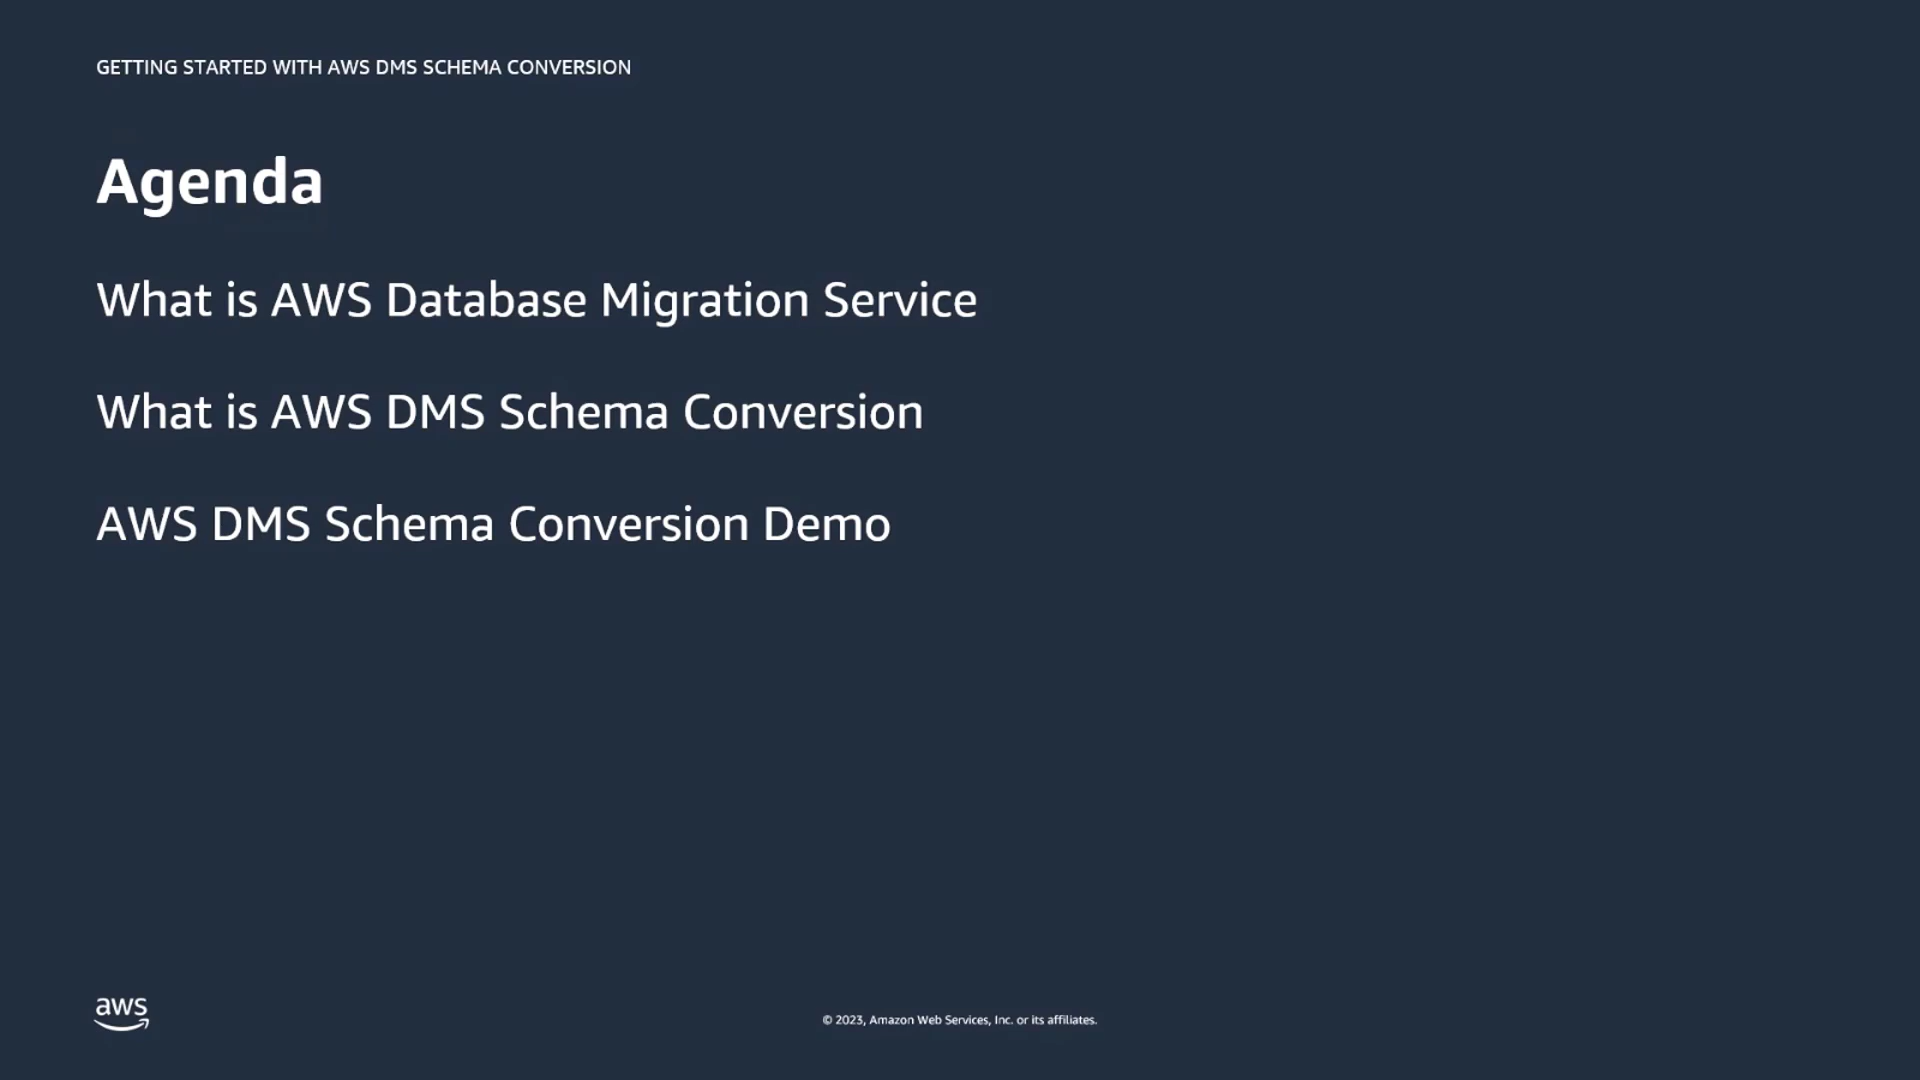 GETTING STARTED WITH AWS DMS SCHEMA CONVERSION
Agenda
What is AWS Database Migration Service
What is AWS DMS Schema Conversion
AWS DMS Schema Conversion Demo
aws
© 2023, Amazon Web Services, Inc. or its affiliates.